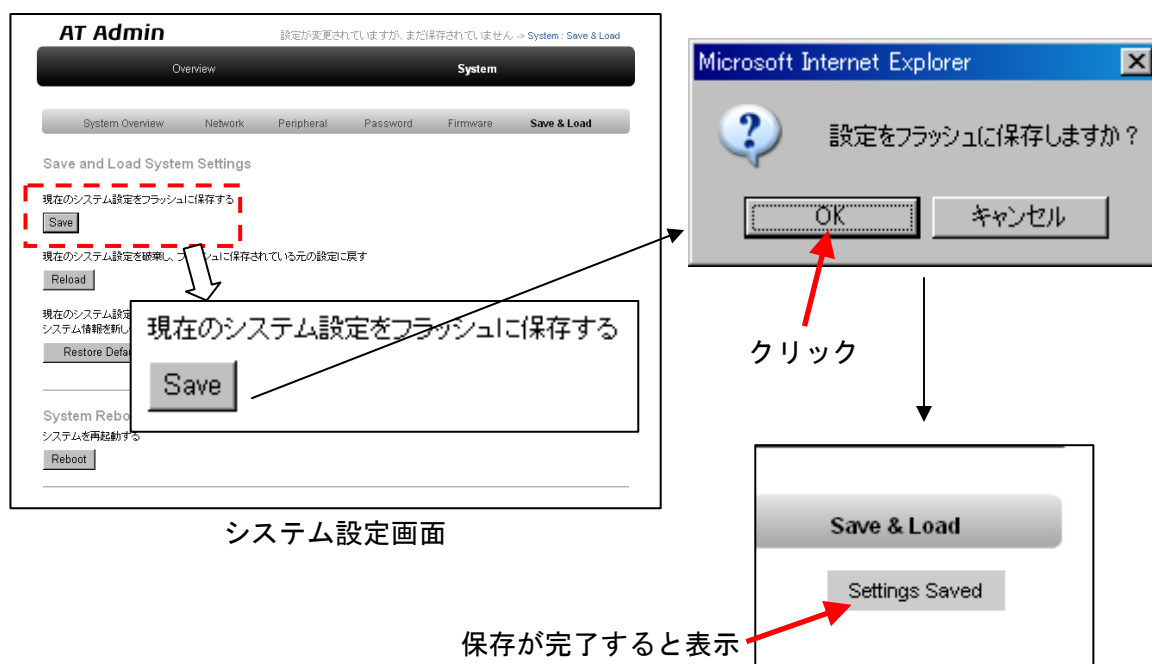 AT Admin
設定が変更されていますが、まだ保存されていません -> System : Save & Load
Overview
System
System Overview
Network
Peripheral
Password
Firmware
Save & Load
Save and Load System Settings
現在のシステム設定をフラッシュに保存する
Save
現在のシステム設定を破棄し、フラッシュに保存されている元の設定に戻す
Reload
現在のシステム設定
システム情報を新し
Restore Defa
現在のシステム設定をフラッシュに保存する
Save
System Rebo
システムを再起動する
Reboot
システム設定画面
Microsoft Internet Explorer
設定をフラッシュに保存しますか？
OK
キャンセル
クリック
Save & Load
Settings Saved
保存が完了すると表示